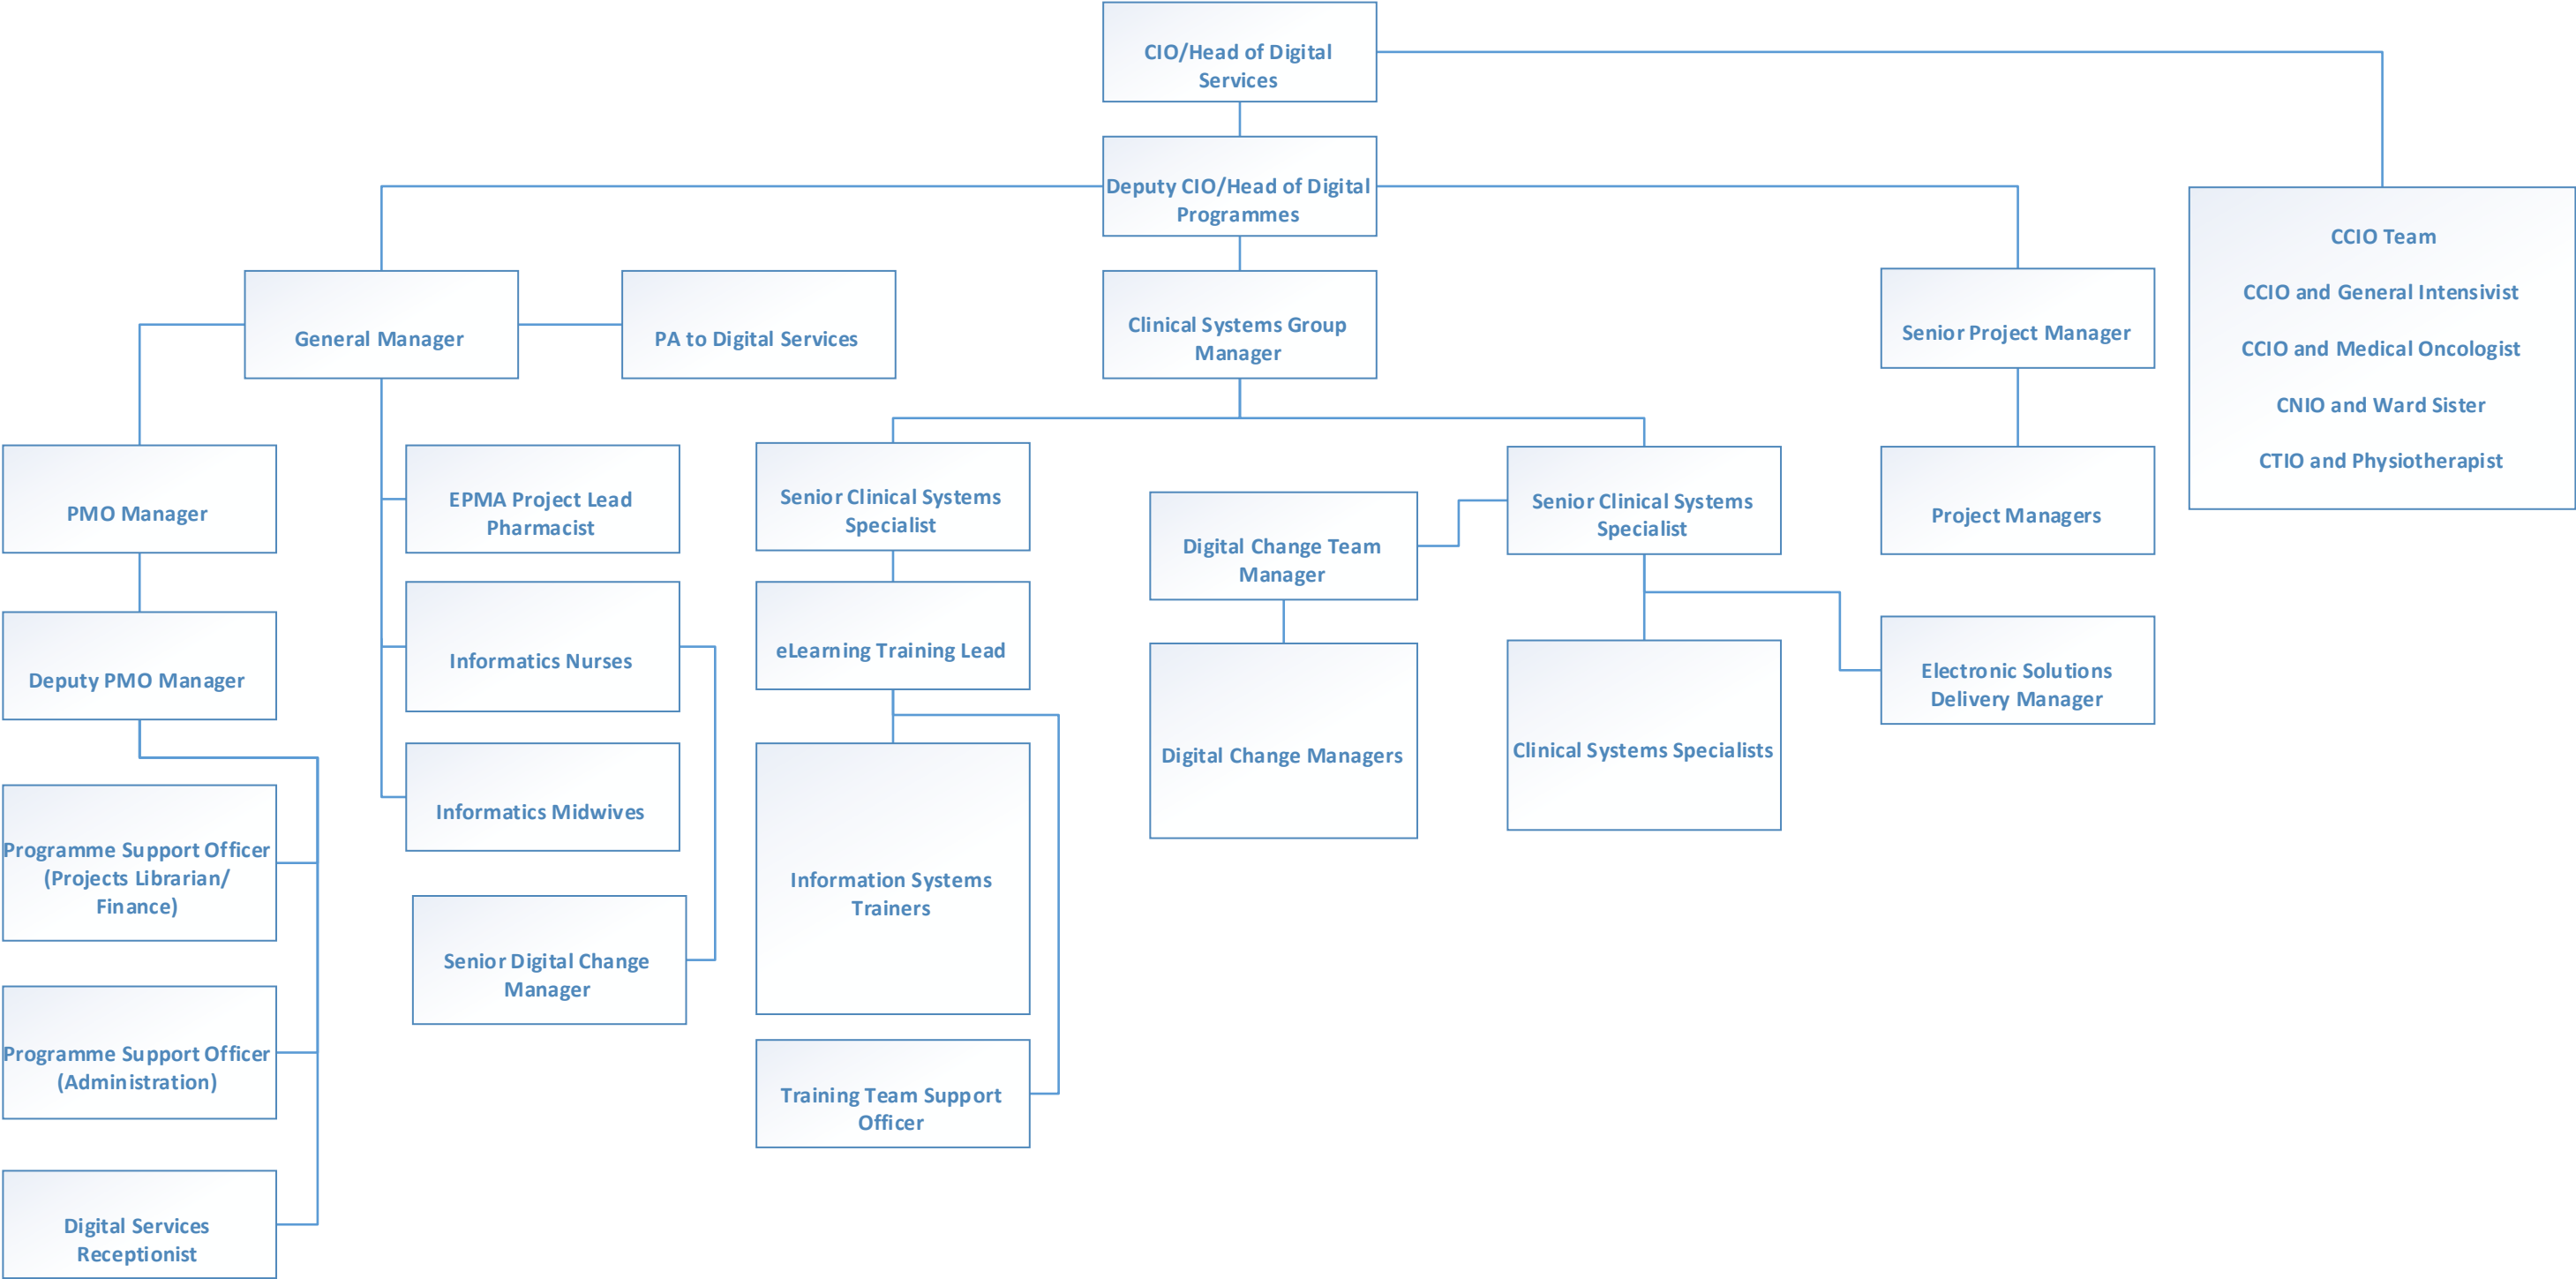 CIO/Head of Digital
Services
Deputy CIO/Head of Digital
Programmes
CCIO Team
CCIO and General Intensivist
CCIO and Medical Oncologist
CNIO and Ward Sister
CTIO and Physiotherapist
General Manager
PA to Digital Services
Clinical Systems Group
Manager
Senior Project Manager
PMO Manager
EPMA Project Lead
Pharmacist
Senior Clinical Systems
Specialist
Digital Change Team
Manager
Senior Clinical Systems
Specialist
Project Managers
Deputy PMO Manager
Informatics Nurses
eLearning Training Lead
Digital Change Managers
Clinical Systems Specialists
Electronic Solutions
Delivery Manager
Programme Support Officer
(Projects Librarian/
Finance)
Informatics Midwives
Information Systems
Trainers
Senior Digital Change
Manager
Programme Support Officer
(Administration)
Training Team Support
Officer
Digital Services
Receptionist